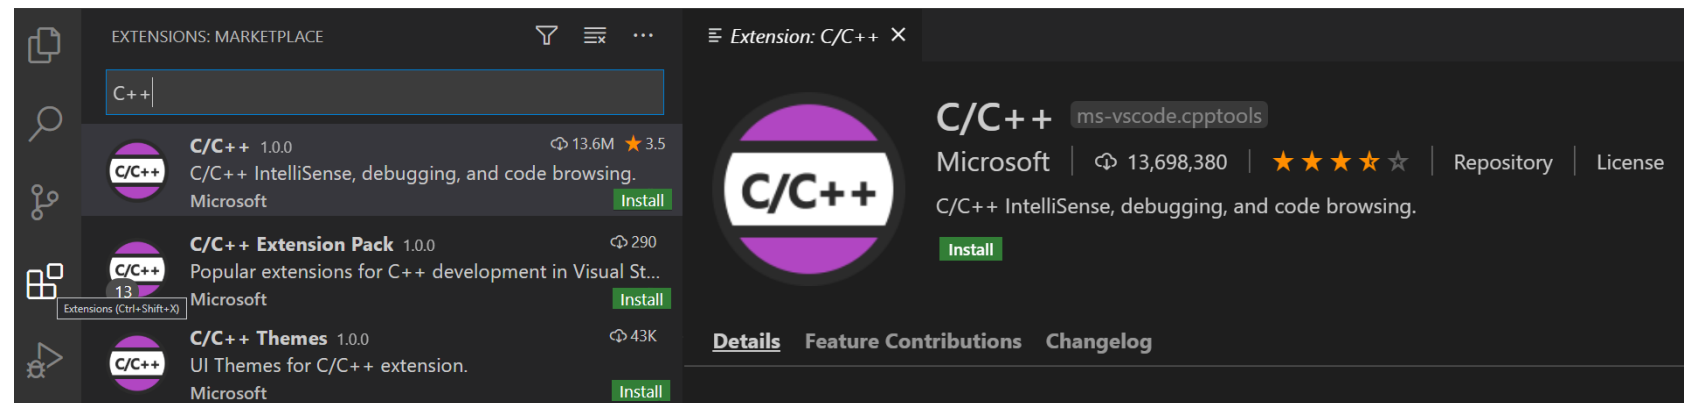 EXTENSIONS: MARKETPLACE
C++
C/C++ 1.0.0 13.6M 3.5
C/C++ IntelliSense, debugging, and code browsing.
Microsoft Install
C/C++
C/C++ Extension Pack 1.0.0 290
Popular extensions for C++ development in Visual St...
Microsoft Install
C/C++
13
Extensions (Ctrl+Shift+X)
C/C++ Themes 1.0.0 43K
UI Themes for C/C++ extension.
Microsoft Install
C/C++
Extension: C/C++
C/C++
C/C++ ms-vscode.cpptools
Microsoft 13,698,380 Repository License
C/C++ IntelliSense, debugging, and code browsing.
Install
Details Feature Contributions Changelog